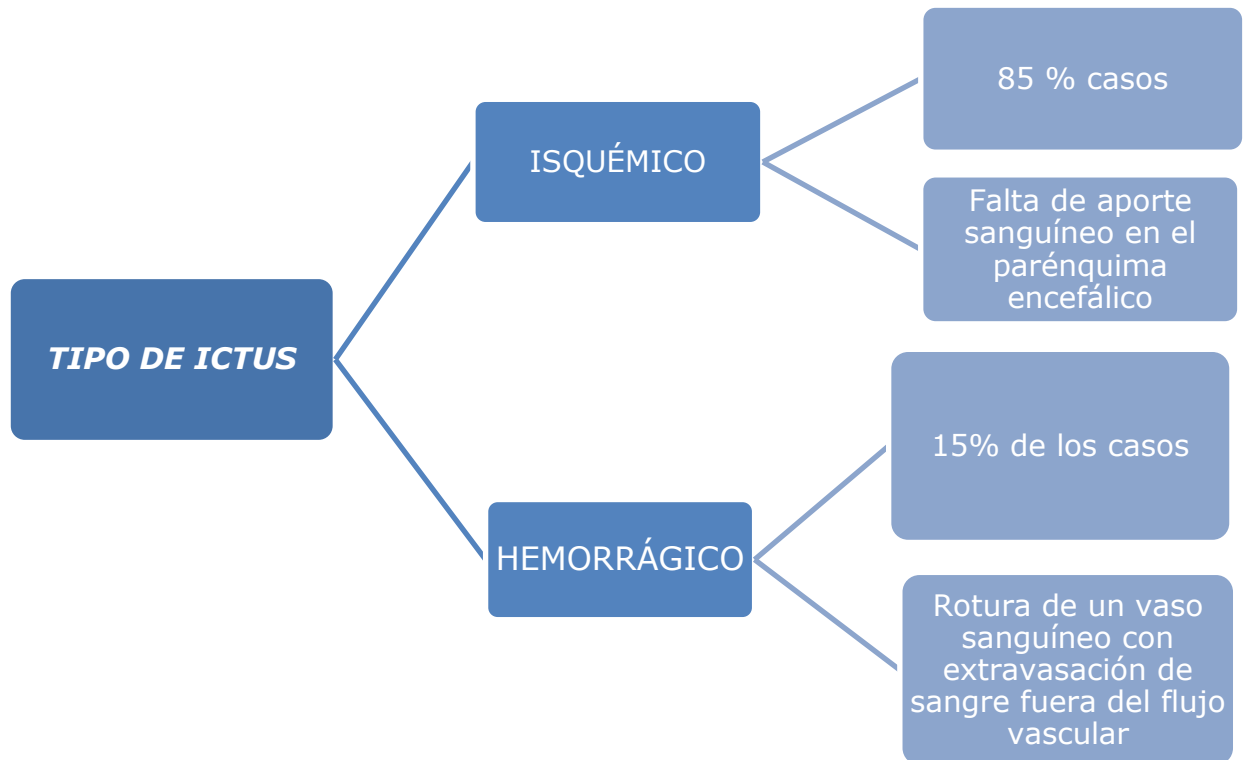 TIPO DE ICTUS
ISQUÉMICO
85 % casos
Falta de aporte
sanguíneo en el
parénquima
encefálico
HEMORRÁGICO
15% de los casos
Rotura de un vaso
sanguíneo con
extravasación de
sangre fuera del flujo
vascular